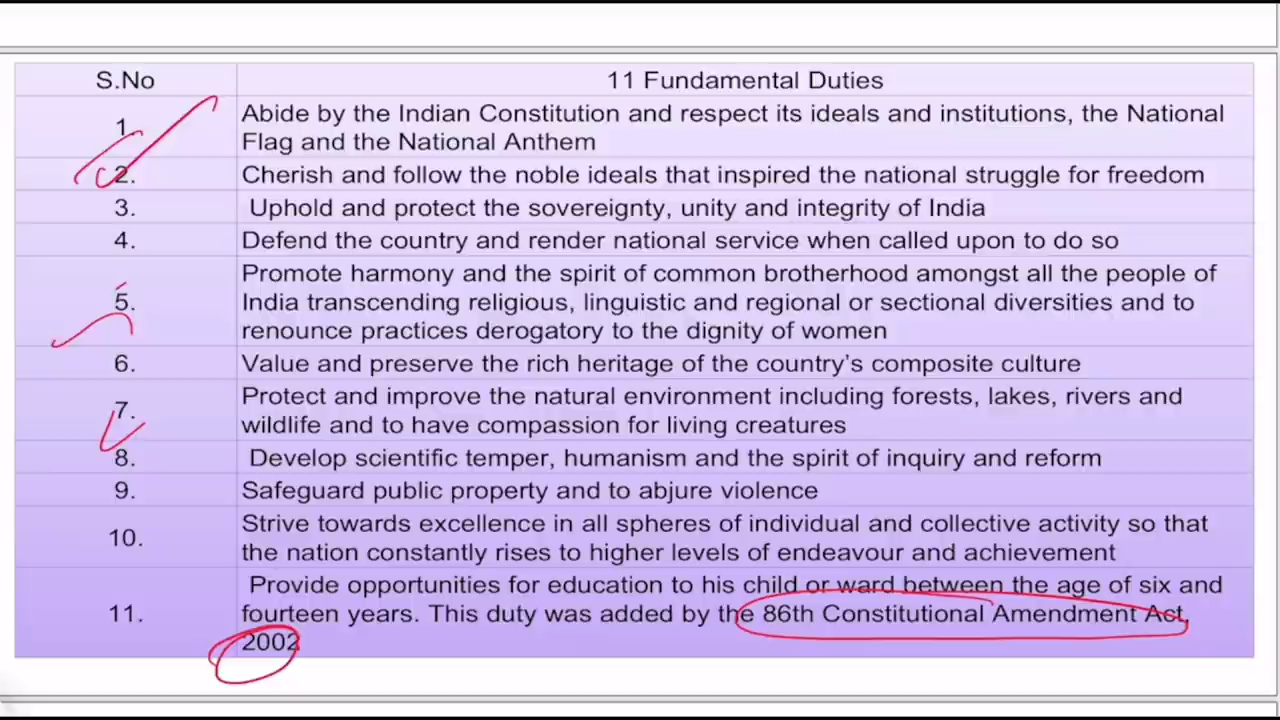 S.No 11 Fundamental Duties
1. Abide by the Indian Constitution and respect its ideals and institutions, the National
Flag and the National Anthem
2. Cherish and follow the noble ideals that inspired the national struggle for freedom
3. Uphold and protect the sovereignty, unity and integrity of India
4. Defend the country and render national service when called upon to do so
5. Promote harmony and the spirit of common brotherhood amongst all the people of
India transcending religious, linguistic and regional or sectional diversities and to
renounce practices derogatory to the dignity of women
6. Value and preserve the rich heritage of the country's composite culture
7. Protect and improve the natural environment including forests, lakes, rivers and
wildlife and to have compassion for living creatures
8. Develop scientific temper, humanism and the spirit of inquiry and reform
9. Safeguard public property and to abjure violence
10. Strive towards excellence in all spheres of individual and collective activity so that
the nation constantly rises to higher levels of endeavour and achievement
11. Provide opportunities for education to his child or ward between the age of six and
fourteen years. This duty was added by the 86th Constitutional Amendment Act,
2002